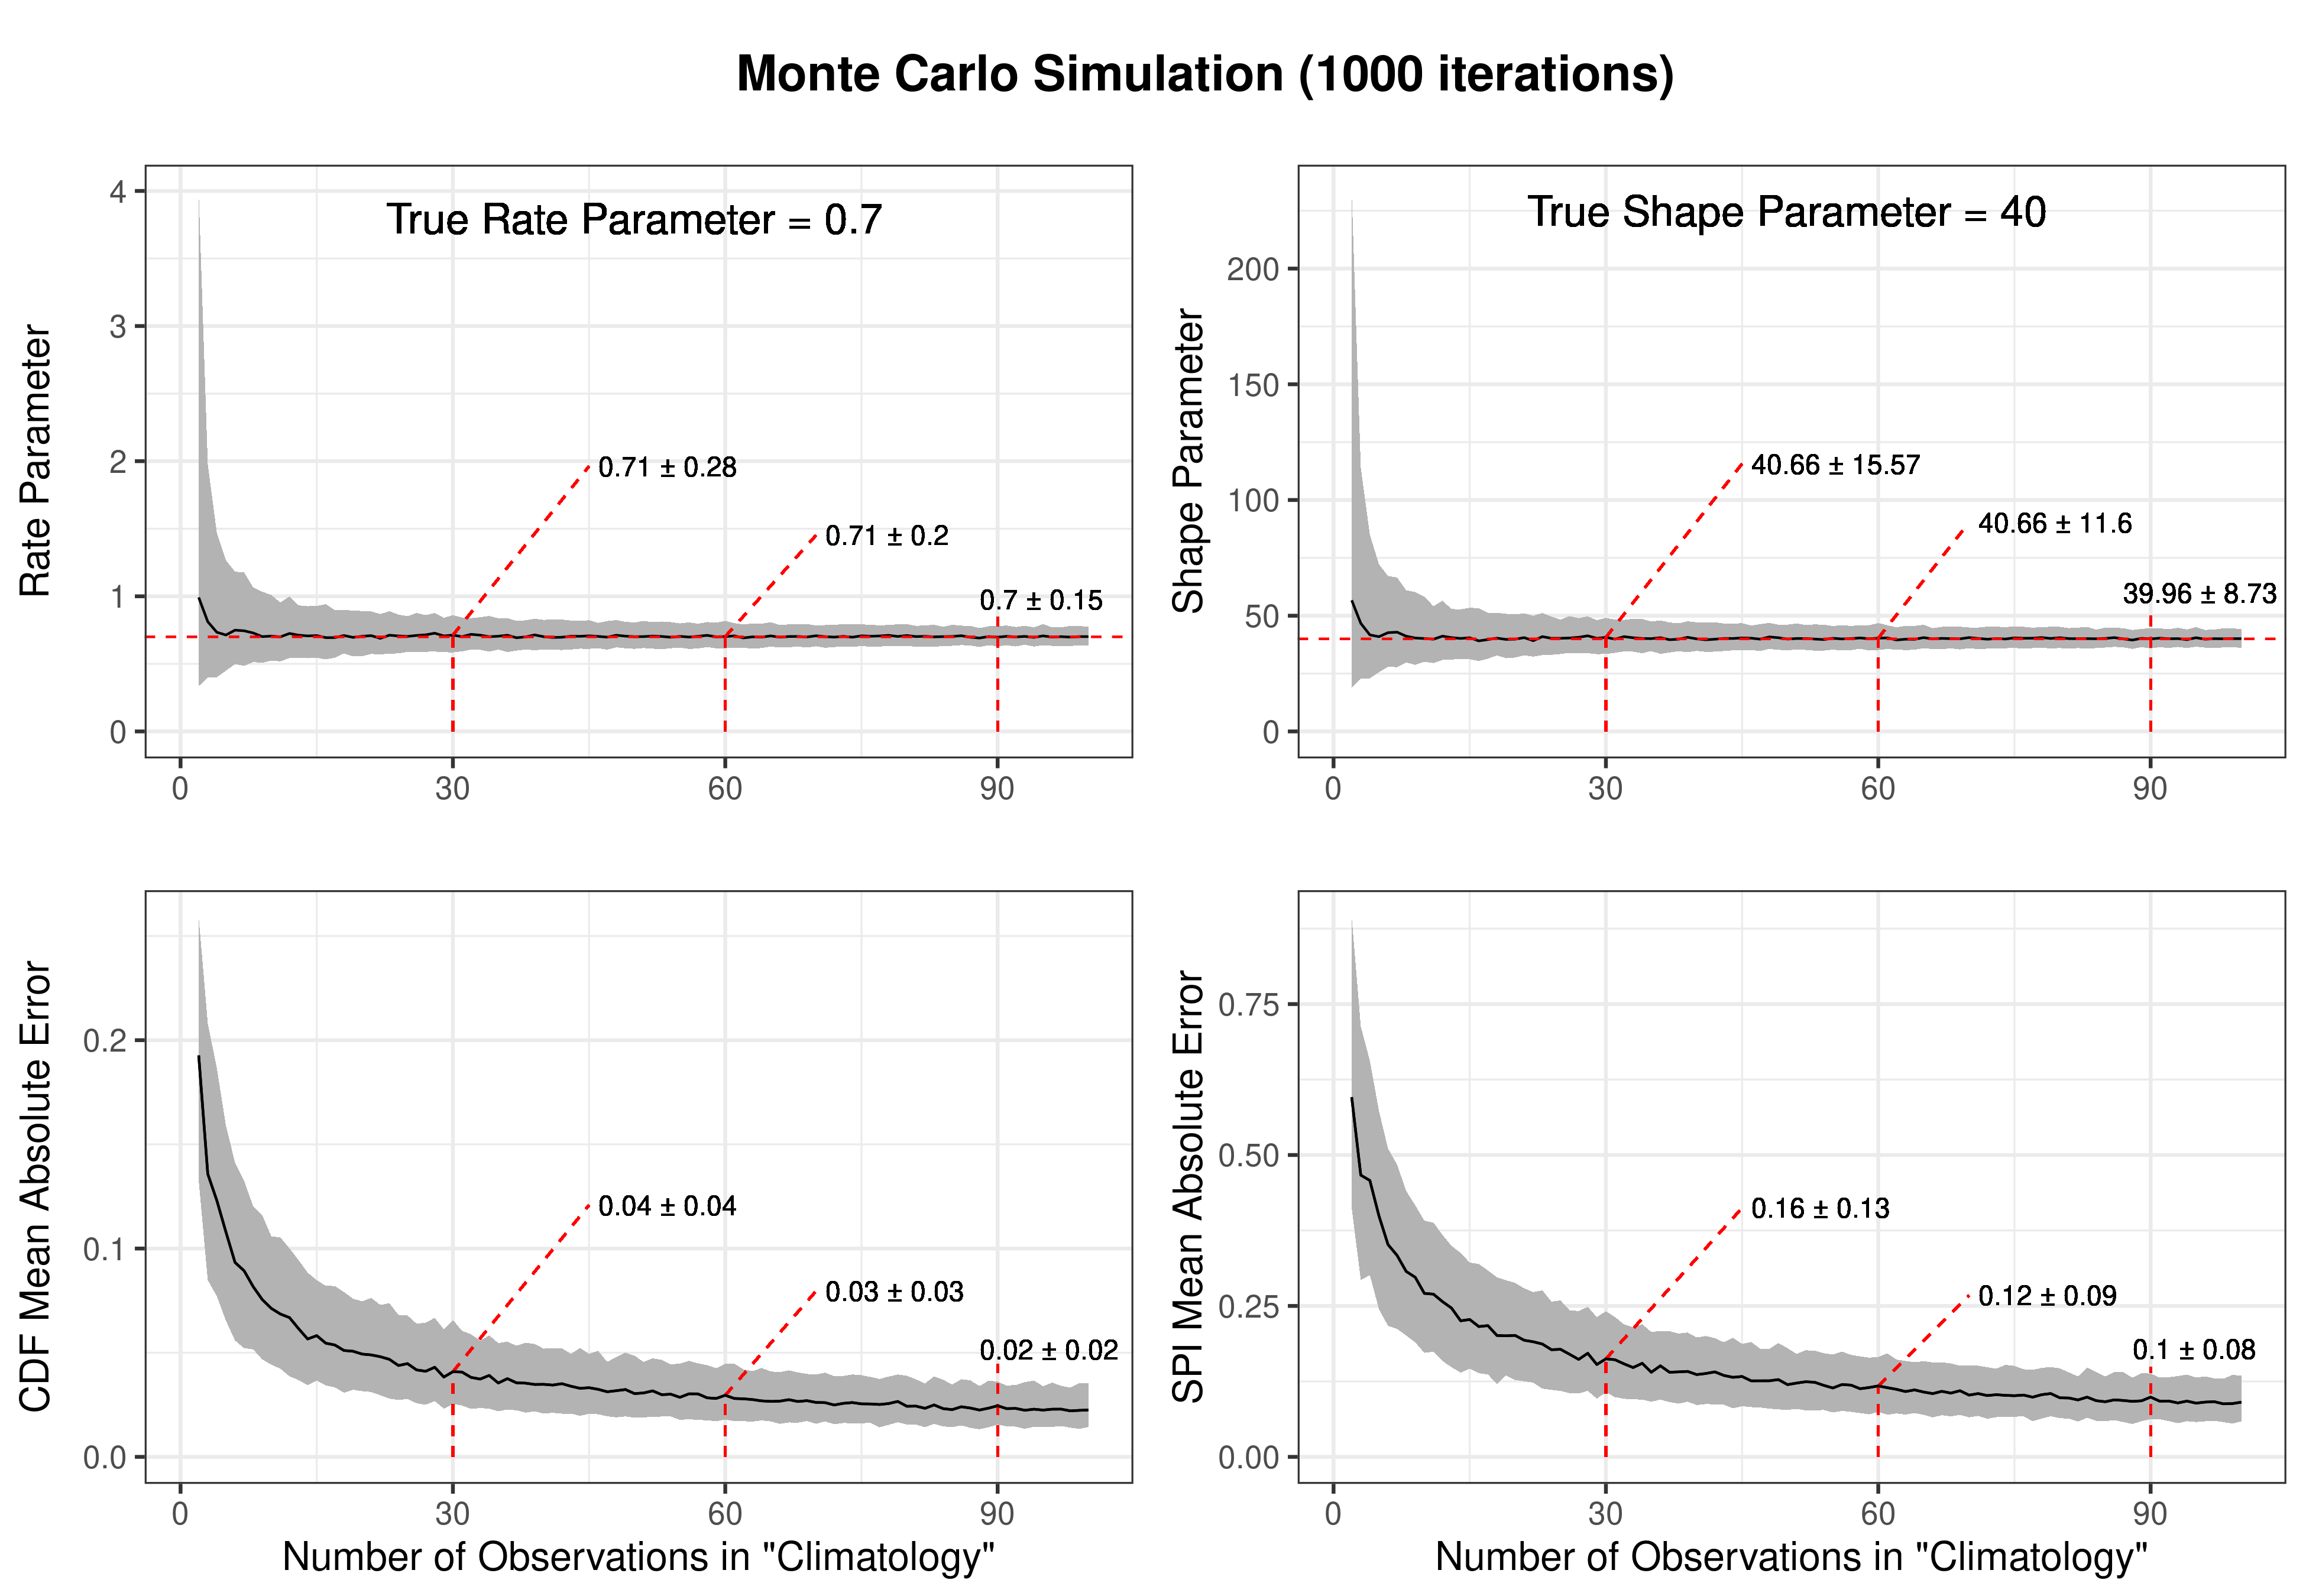 Monte Carlo Simulation (1000 iterations)
True Rate Parameter = 0.7
Rate Parameter
4
3
2
1
0
0.71 ± 0.28
0.71 ± 0.2
0.7 ± 0.15
0 30 60 90
True Shape Parameter = 40
Shape Parameter
200
150
100
50
0
40.66 ± 15.57
40.66 ± 11.6
39.96 ± 8.73
0 30 60 90
CDF Mean Absolute Error
0.2
0.1
0.0
0.04 ± 0.04
0.03 ± 0.03
0.02 ± 0.02
0 30 60 90
Number of Observations in "Climatology"
SPI Mean Absolute Error
0.75
0.50
0.25
0.00
0.16 ± 0.13
0.12 ± 0.09
0.1 ± 0.08
0 30 60 90
Number of Observations in "Climatology"